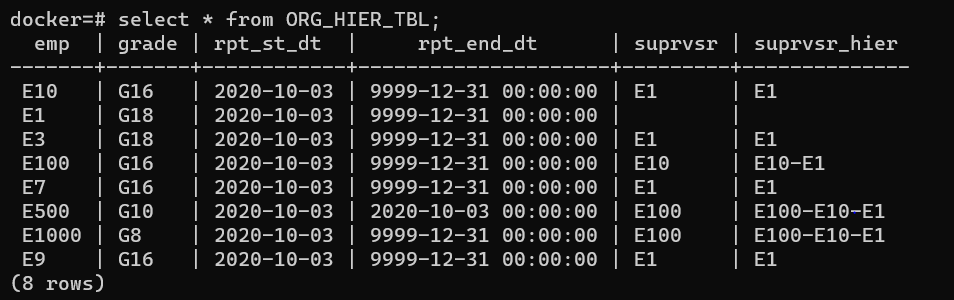 docker=# select * from ORG_HIER_TBL;
  emp  | grade | rpt_st_dt  |     rpt_end_dt      | suprvsr | suprvsr_hier
-------+-------+------------+---------------------+---------+--------------
 E10   | G16   | 2020-10-03 | 9999-12-31 00:00:00 | E1      | E1
 E1    | G18   | 2020-10-03 | 9999-12-31 00:00:00 |         |
 E3    | G18   | 2020-10-03 | 9999-12-31 00:00:00 | E1      | E1
 E100  | G16   | 2020-10-03 | 9999-12-31 00:00:00 | E10     | E10-E1
 E7    | G16   | 2020-10-03 | 9999-12-31 00:00:00 | E1      | E1
 E500  | G10   | 2020-10-03 | 2020-10-03 00:00:00 | E100    | E100-E10-E1
 E1000 | G8    | 2020-10-03 | 9999-12-31 00:00:00 | E100    | E100-E10-E1
 E9    | G16   | 2020-10-03 | 9999-12-31 00:00:00 | E1      | E1
(8 rows)